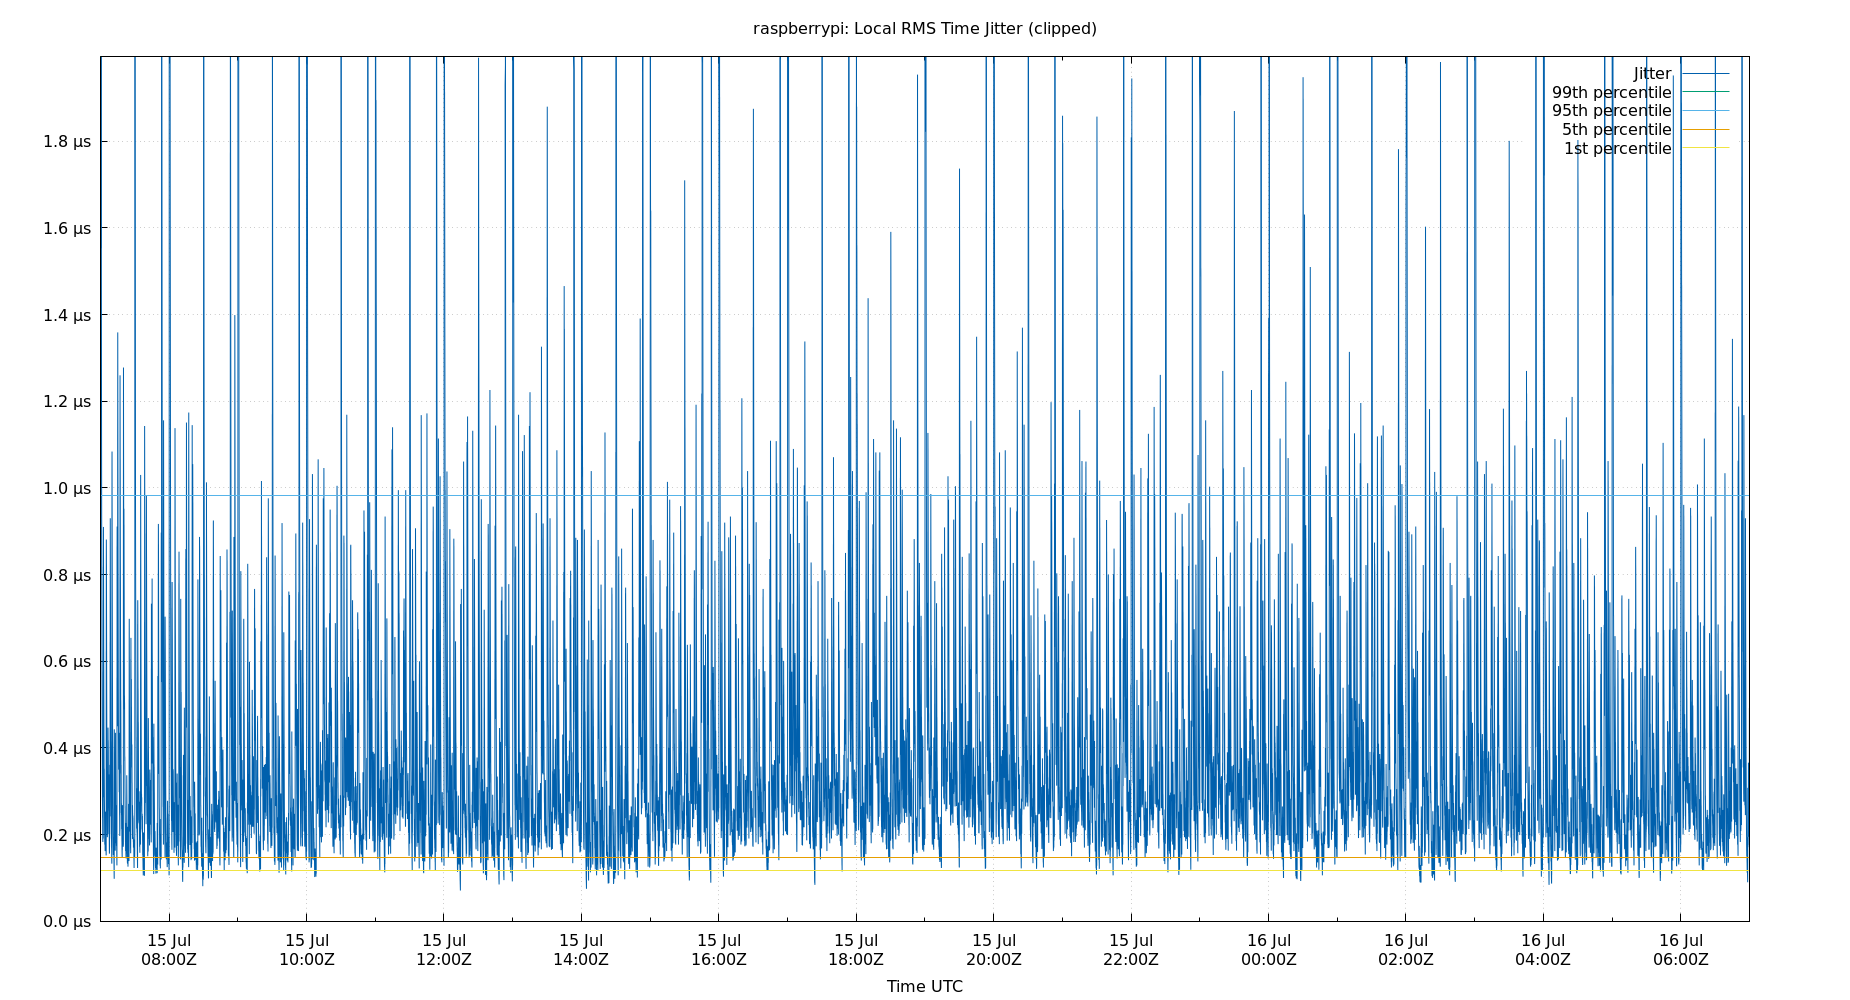 raspberrypi: Local RMS Time Jitter (clipped)
Jitter
99th percentile
95th percentile
5th percentile
1st percentile
1.8 µs
1.6 µs
1.4 µs
1.2 µs
1.0 µs
0.8 µs
0.6 µs
0.4 µs
0.2 µs
0.0 µs
15 Jul 15 Jul 15 Jul 15 Jul 15 Jul 15 Jul 15 Jul 15 Jul 16 Jul 16 Jul 16 Jul 16 Jul
08:00Z 10:00Z 12:00Z 14:00Z 16:00Z 18:00Z 20:00Z 22:00Z 00:00Z 02:00Z 04:00Z 06:00Z
Time UTC